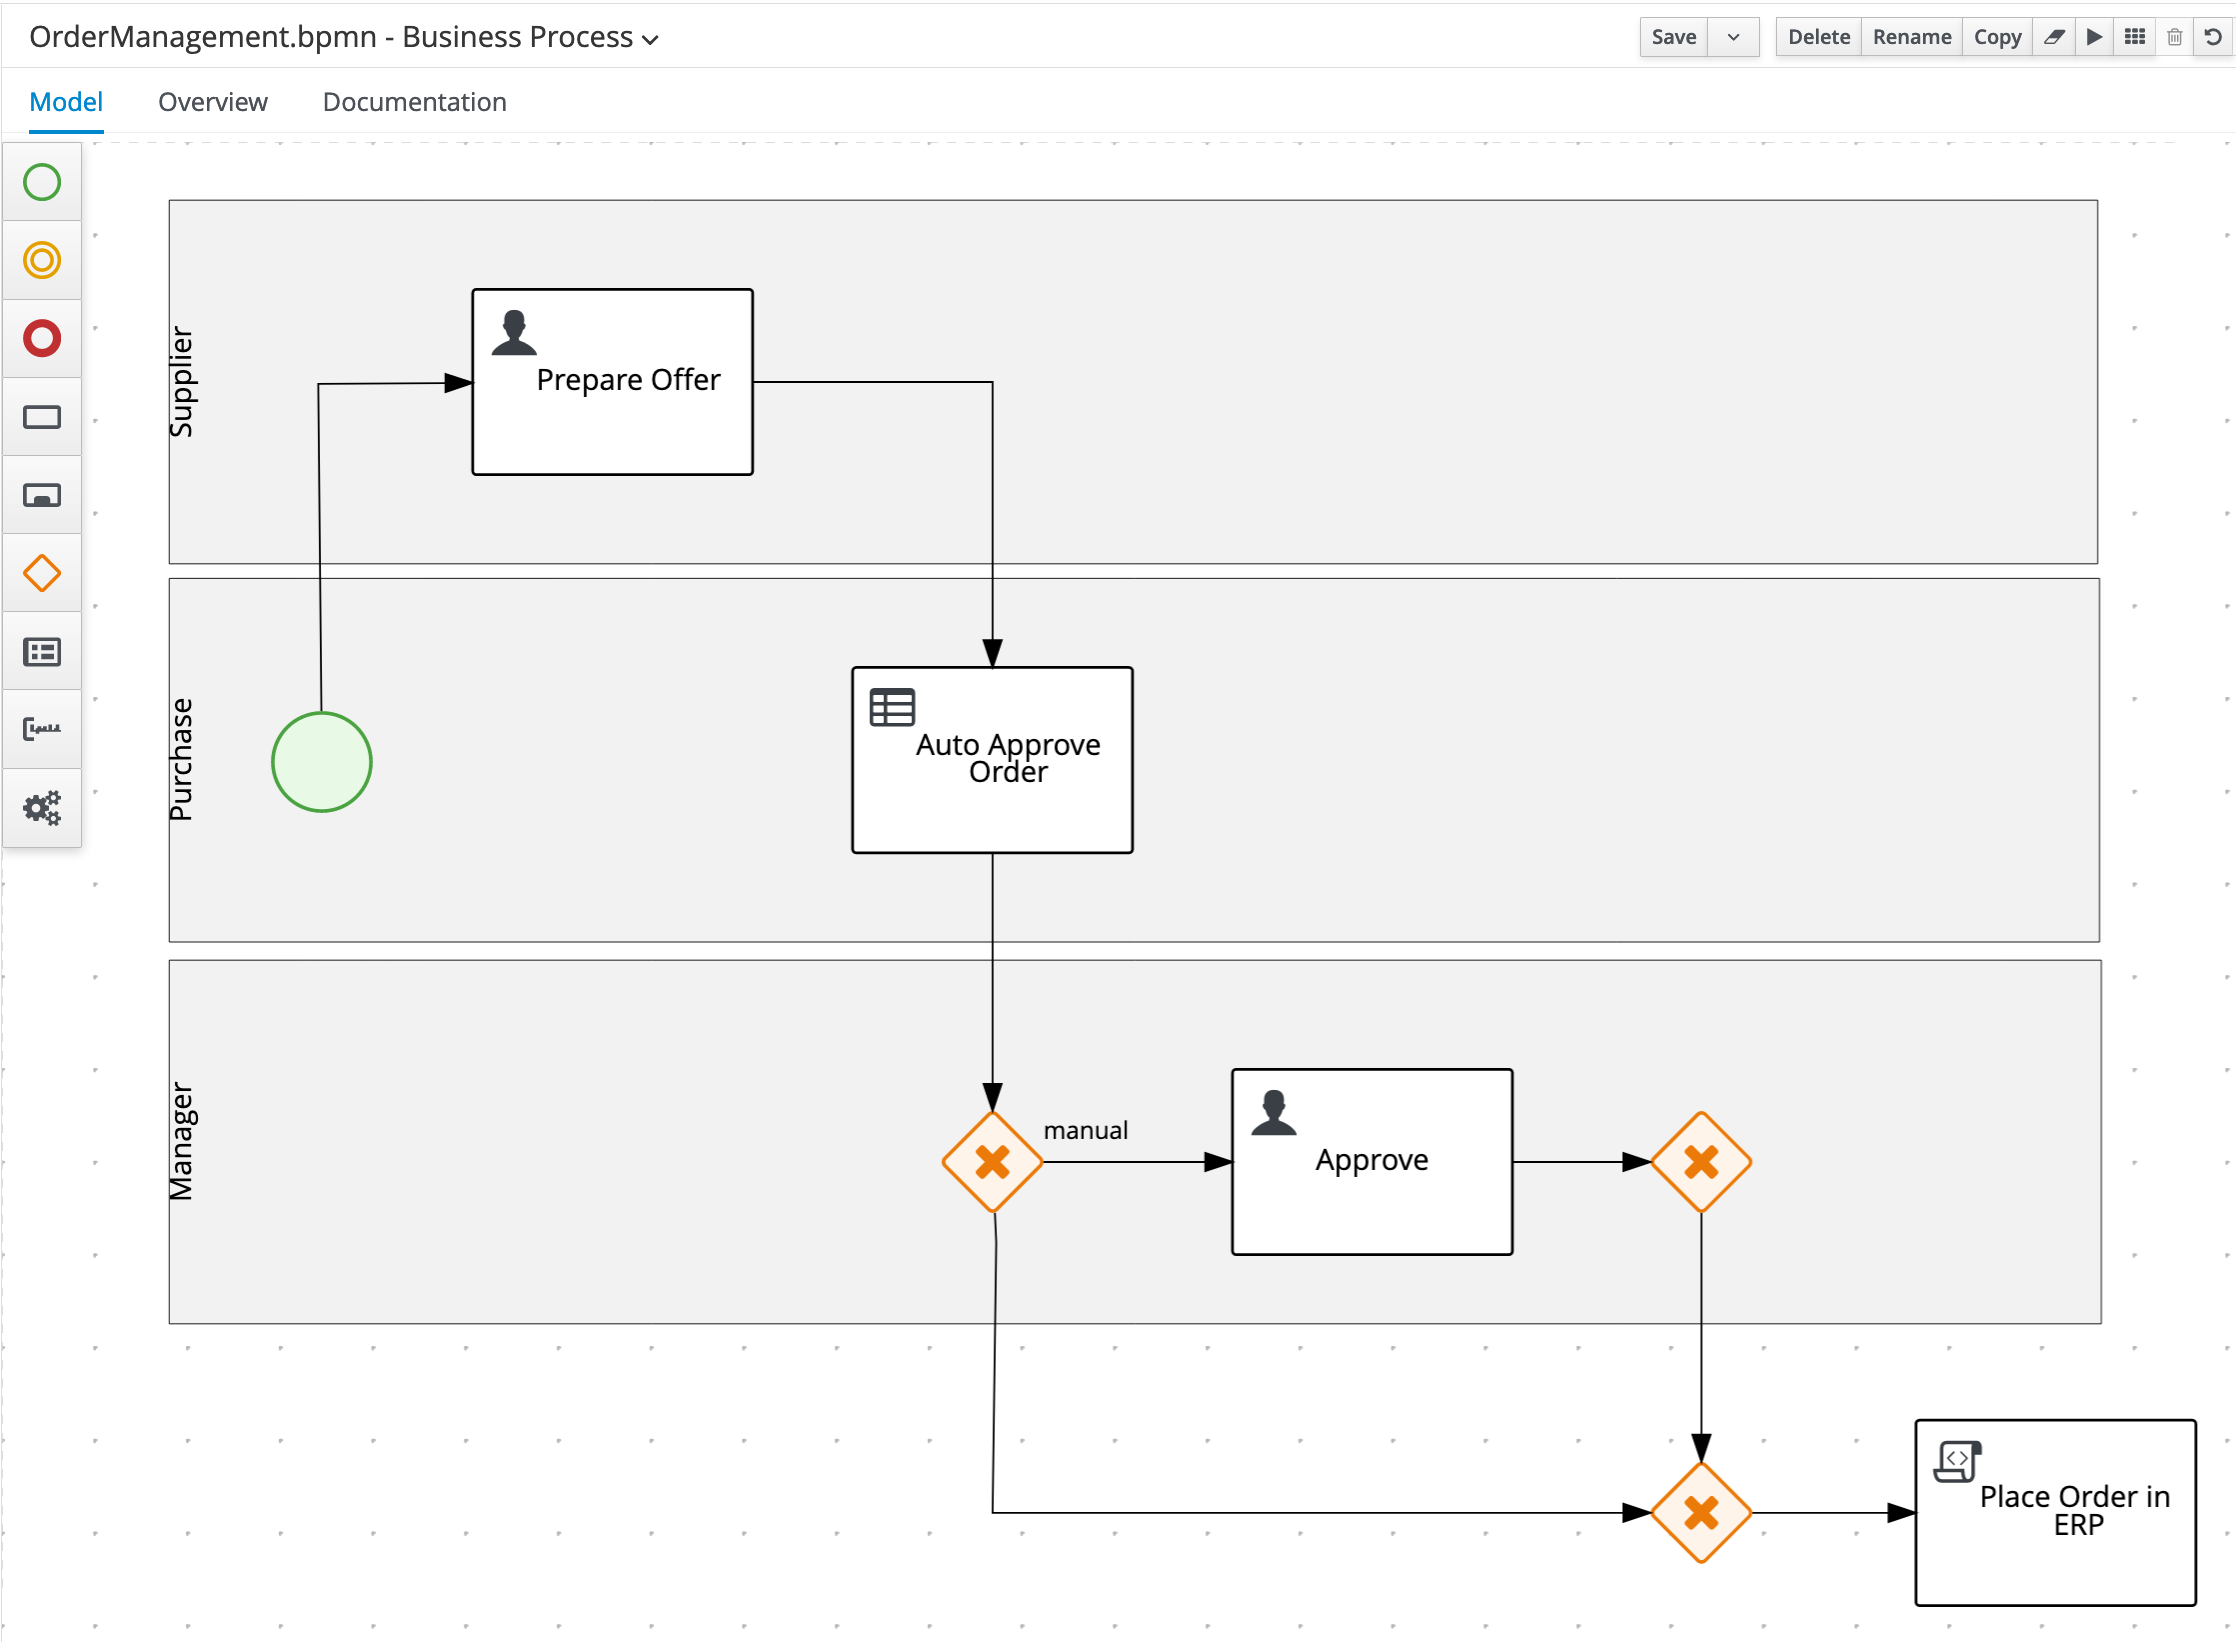 OrderManagement.bpmn - Business Process
Save
Delete
Rename
Copy
Model
Overview
Documentation
Supplier
Prepare Offer
Purchase
Auto Approve
Order
Manager
manual
Approve
Place Order in
ERP